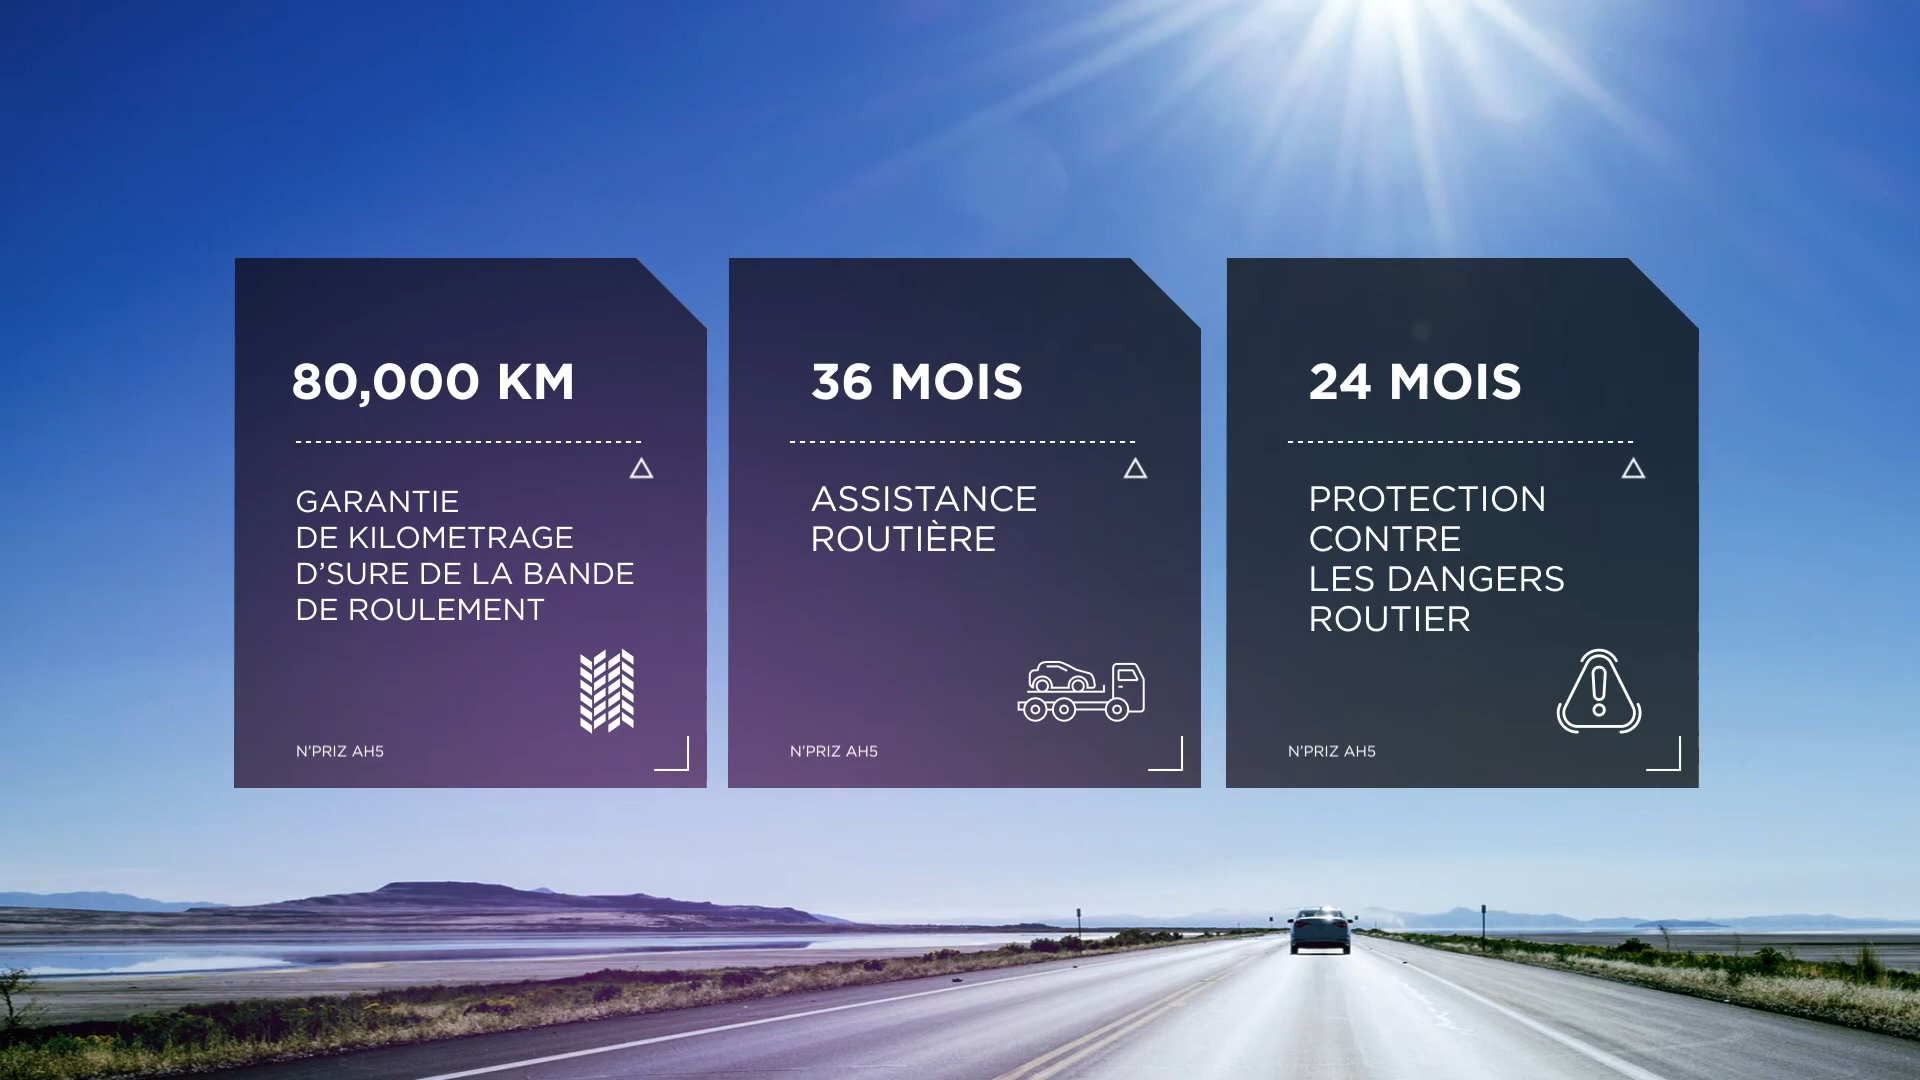 80,000 KM
GARANTIE
DE KILOMETRAGE
D'SURE DE LA BANDE
DE ROULEMENT
N'PRIZ AH5
36 MOIS
ASSISTANCE
ROUTIÈRE
N'PRIZ AH5
24 MOIS
PROTECTION
CONTRE
LES DANGERS
ROUTIER
N'PRIZ AH5